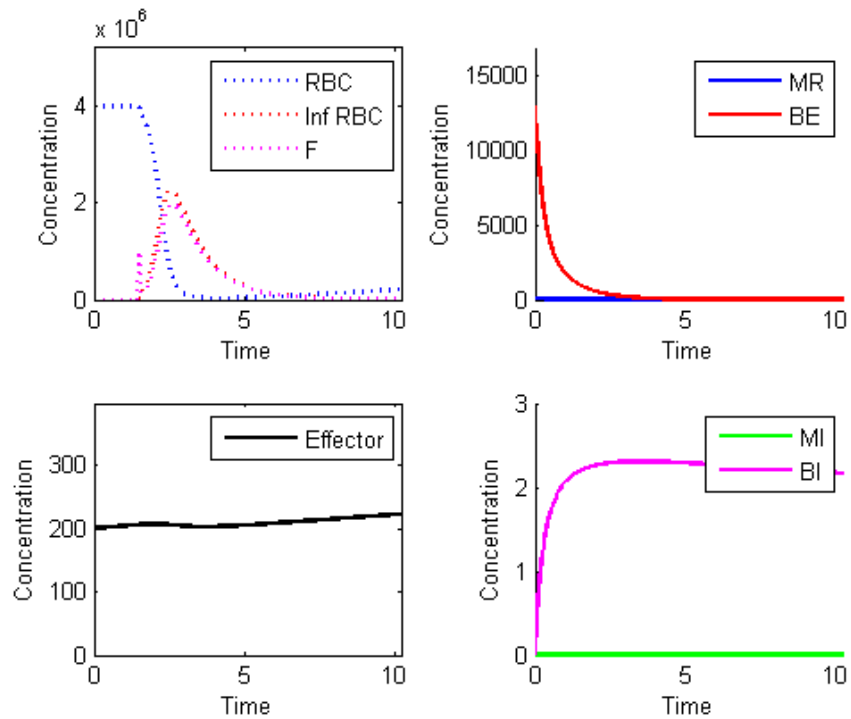 x 10^6
4
2
0
0
5
10
Concentration
Time
RBC
Inf RBC
F
15000
10000
5000
0
0
5
10
Concentration
Time
MR
BE
300
200
100
0
0
5
10
Concentration
Time
Effector
3
2
1
0
0
5
10
Concentration
Time
MI
BI